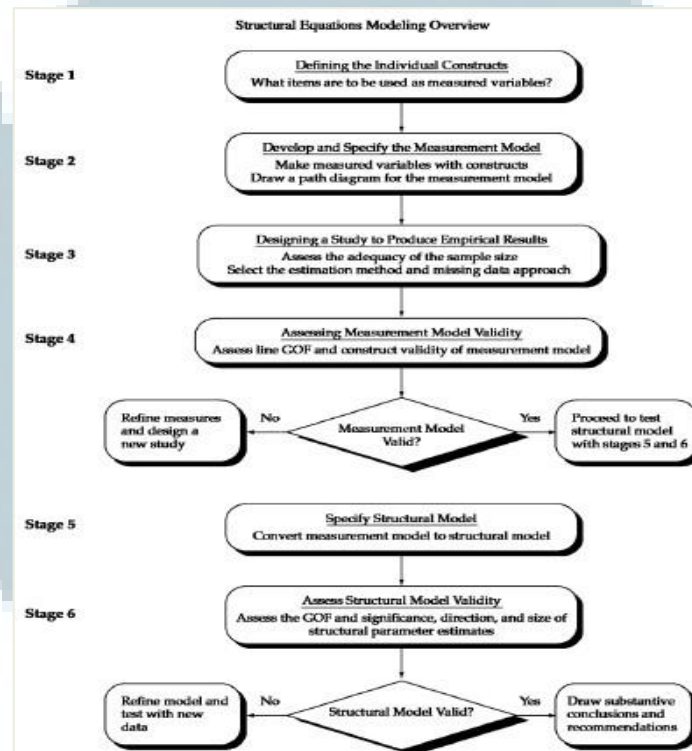 Structural Equations Modeling Overview
Stage 1
Defining the Individual Constructs
What items are to be used as measured variables?
Stage 2
Develop and Specify the Measurement Model
Make measured variables with constructs
Draw a path diagram for the measurement model
Stage 3
Designing a Study to Produce Empirical Results
Assess the adequacy of the sample size
Select the estimation method and missing data approach
Stage 4
Assessing Measurement Model Validity
Assess line GOF and construct validity of measurement model
Refine measures
and design a
new study
No
Measurement Model
Valid?
Yes
Proceed to test
structural model
with stages 5 and 6
Stage 5
Specify Structural Model
Convert measurement model to structural model
Stage 6
Assess Structural Model Validity
Assess the GOF and significance, direction, and size of
structural parameter estimates
Refine model and
test with new
data
No
Structural Model Valid?
Yes
Draw substantive
conclusions and
recommendations